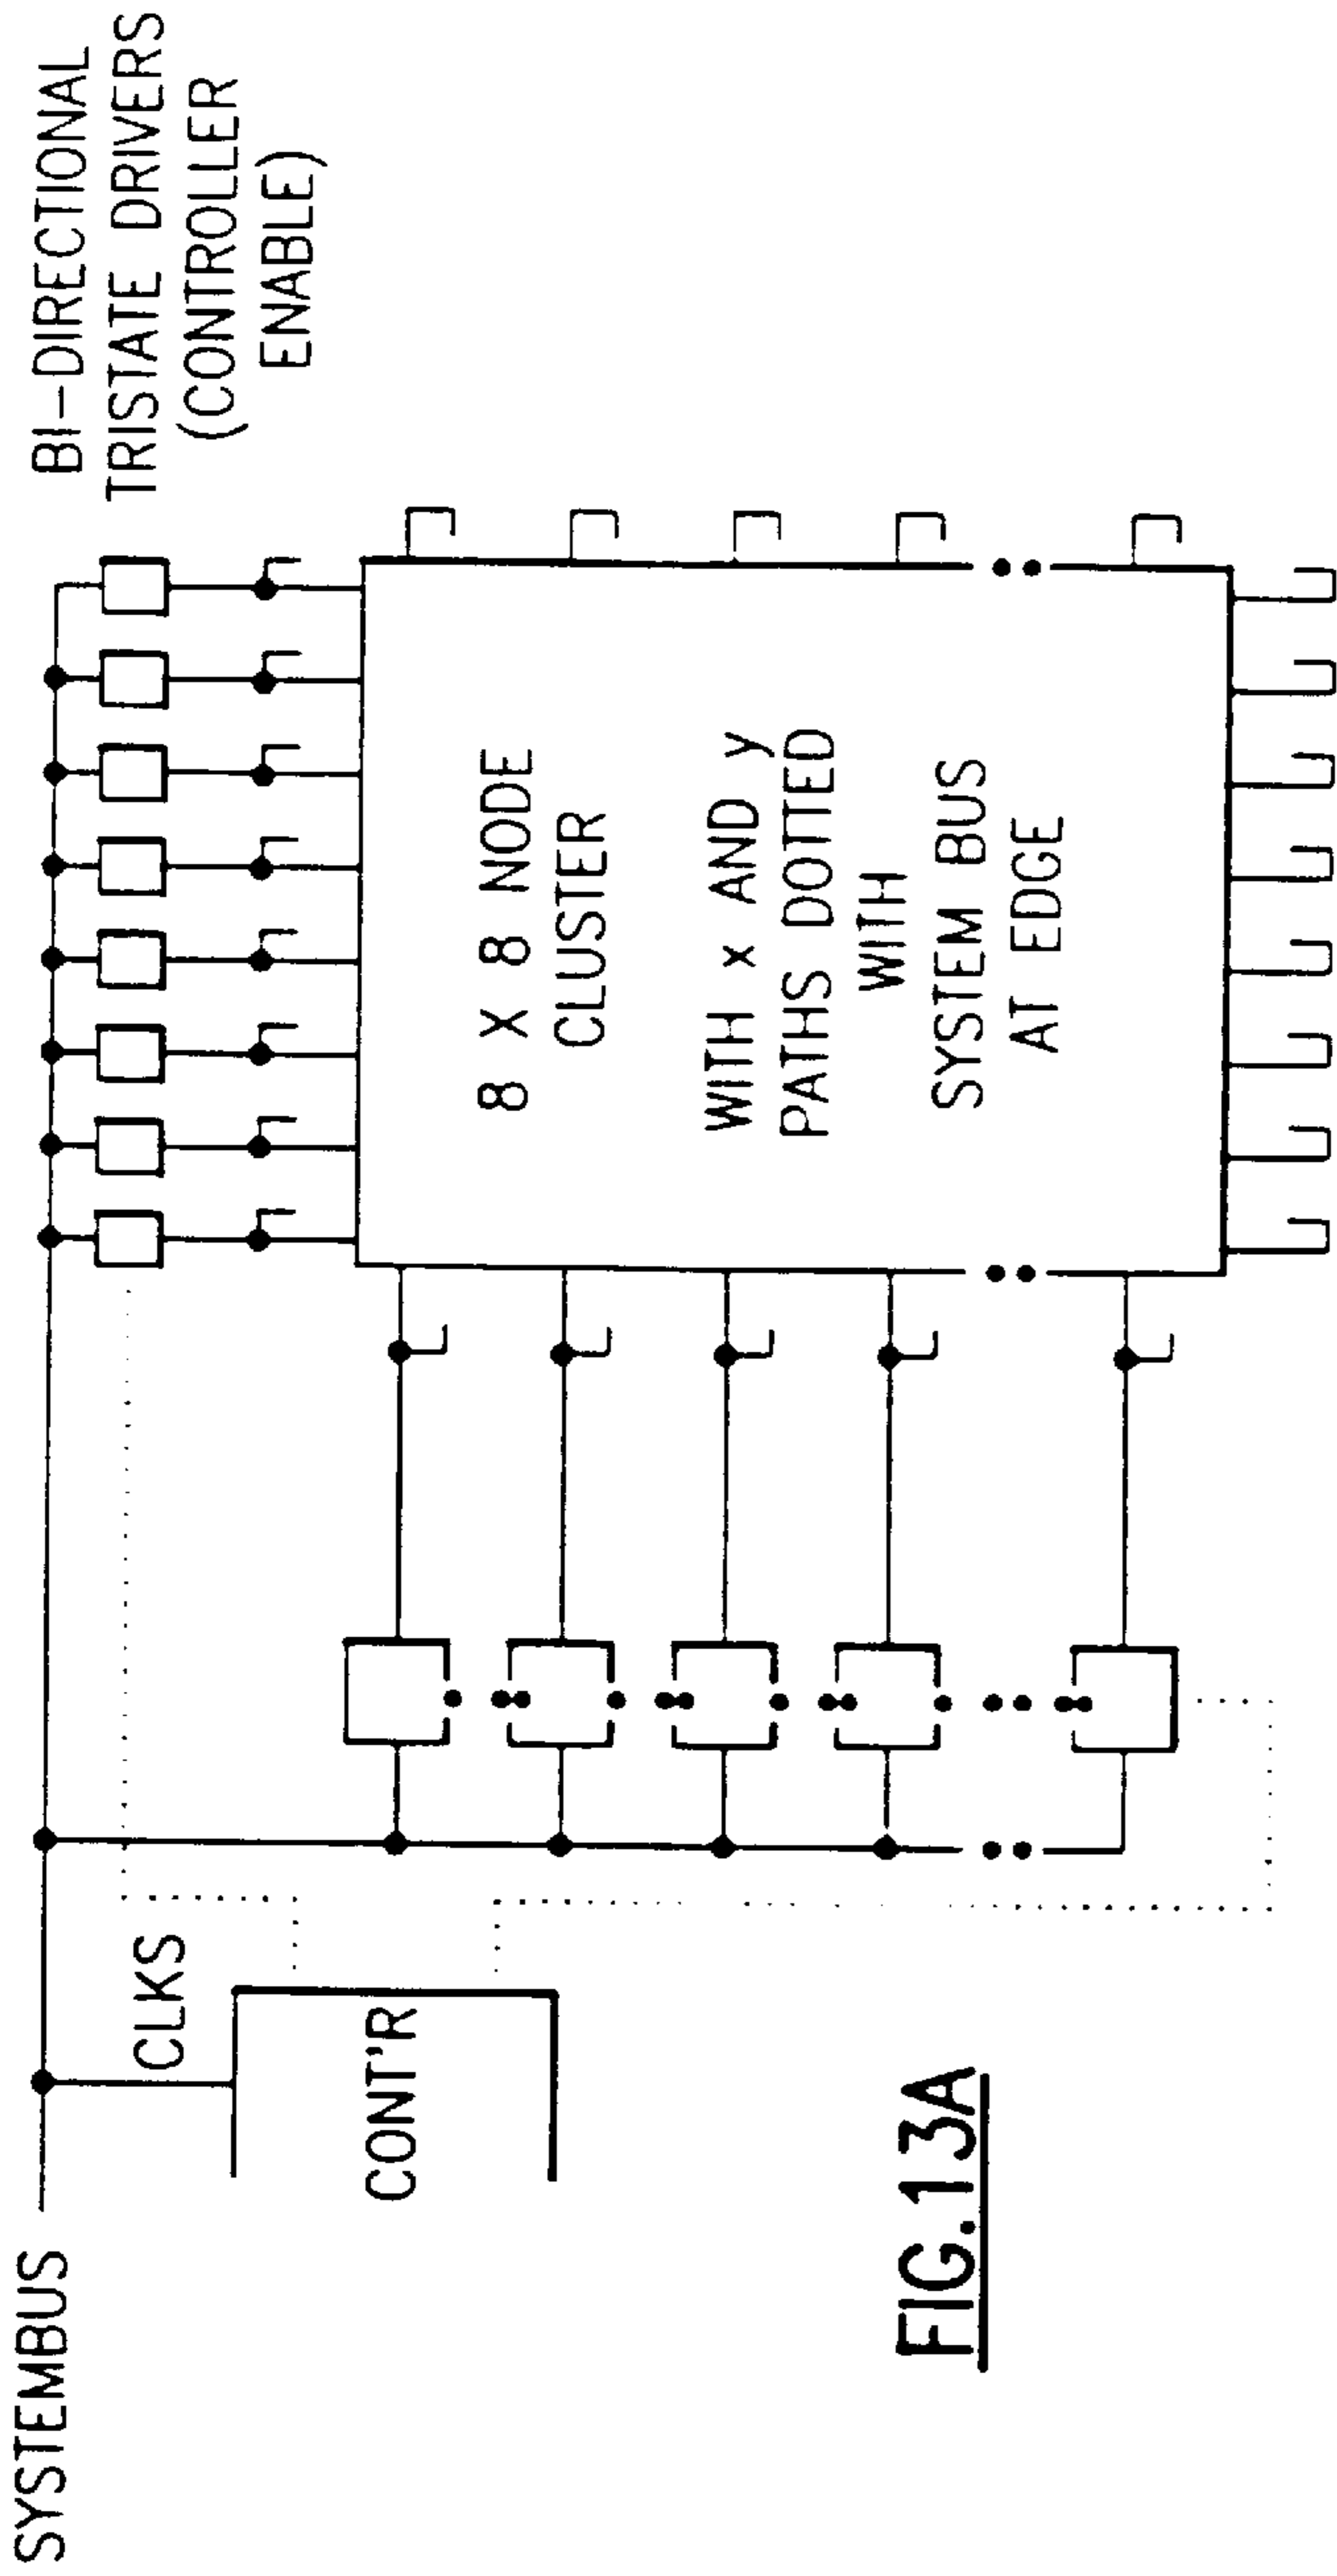 SYSTEMBUS
CLKS
CONT'R
BI-DIRECTIONAL
TRISTATE DRIVERS
(CONTROLLER
ENABLE)
8 X 8 NODE
CLUSTER
WITH x AND y
PATHS DOTTED
WITH
SYSTEM BUS
AT EDGE
FIG.13A